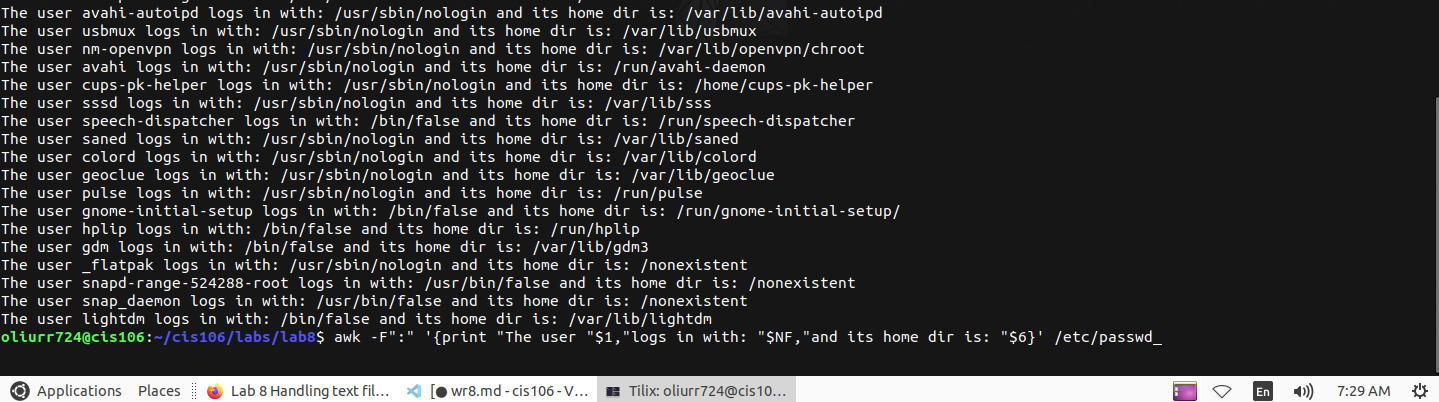 The user avahi-autoipd logs in with: /usr/sbin/nologin and its home dir is: /var/lib/avahi-autoipd
The user usbmux logs in with: /usr/sbin/nologin and its home dir is: /var/lib/usbmux
The user nm-openvpn logs in with: /usr/sbin/nologin and its home dir is: /var/lib/openvpn/chroot
The user avahi logs in with: /usr/sbin/nologin and its home dir is: /run/avahi-daemon
The user cups-pk-helper logs in with: /usr/sbin/nologin and its home dir is: /home/cups-pk-helper
The user sssd logs in with: /usr/sbin/nologin and its home dir is: /var/lib/sss
The user speech-dispatcher logs in with: /bin/false and its home dir is: /run/speech-dispatcher
The user saned logs in with: /usr/sbin/nologin and its home dir is: /var/lib/saned
The user colord logs in with: /usr/sbin/nologin and its home dir is: /var/lib/colord
The user geoclue logs in with: /usr/sbin/nologin and its home dir is: /var/lib/geoclue
The user pulse logs in with: /usr/sbin/nologin and its home dir is: /run/pulse
The user gnome-initial-setup logs in with: /bin/false and its home dir is: /run/gnome-initial-setup/
The user hplip logs in with: /bin/false and its home dir is: /run/hplip
The user gdm logs in with: /bin/false and its home dir is: /var/lib/gdm3
The user _flatpak logs in with: /usr/sbin/nologin and its home dir is: /nonexistent
The user snapd-range-524288-root logs in with: /usr/bin/false and its home dir is: /nonexistent
The user snap_daemon logs in with: /usr/bin/false and its home dir is: /nonexistent
The user lightdm logs in with: /bin/false and its home dir is: /var/lib/lightdm
oliurr724@cis106:~/cis106/labs/lab8$ awk -F":" '{print "The user "$1,"logs in with: "$NF,"and its home dir is: "$6}' /etc/passwd_
Applications Places Lab 8 Handling text fil... [● wr8.md - cis106 - V... Tilix: oliurr724@cis10... En 7:29 AM